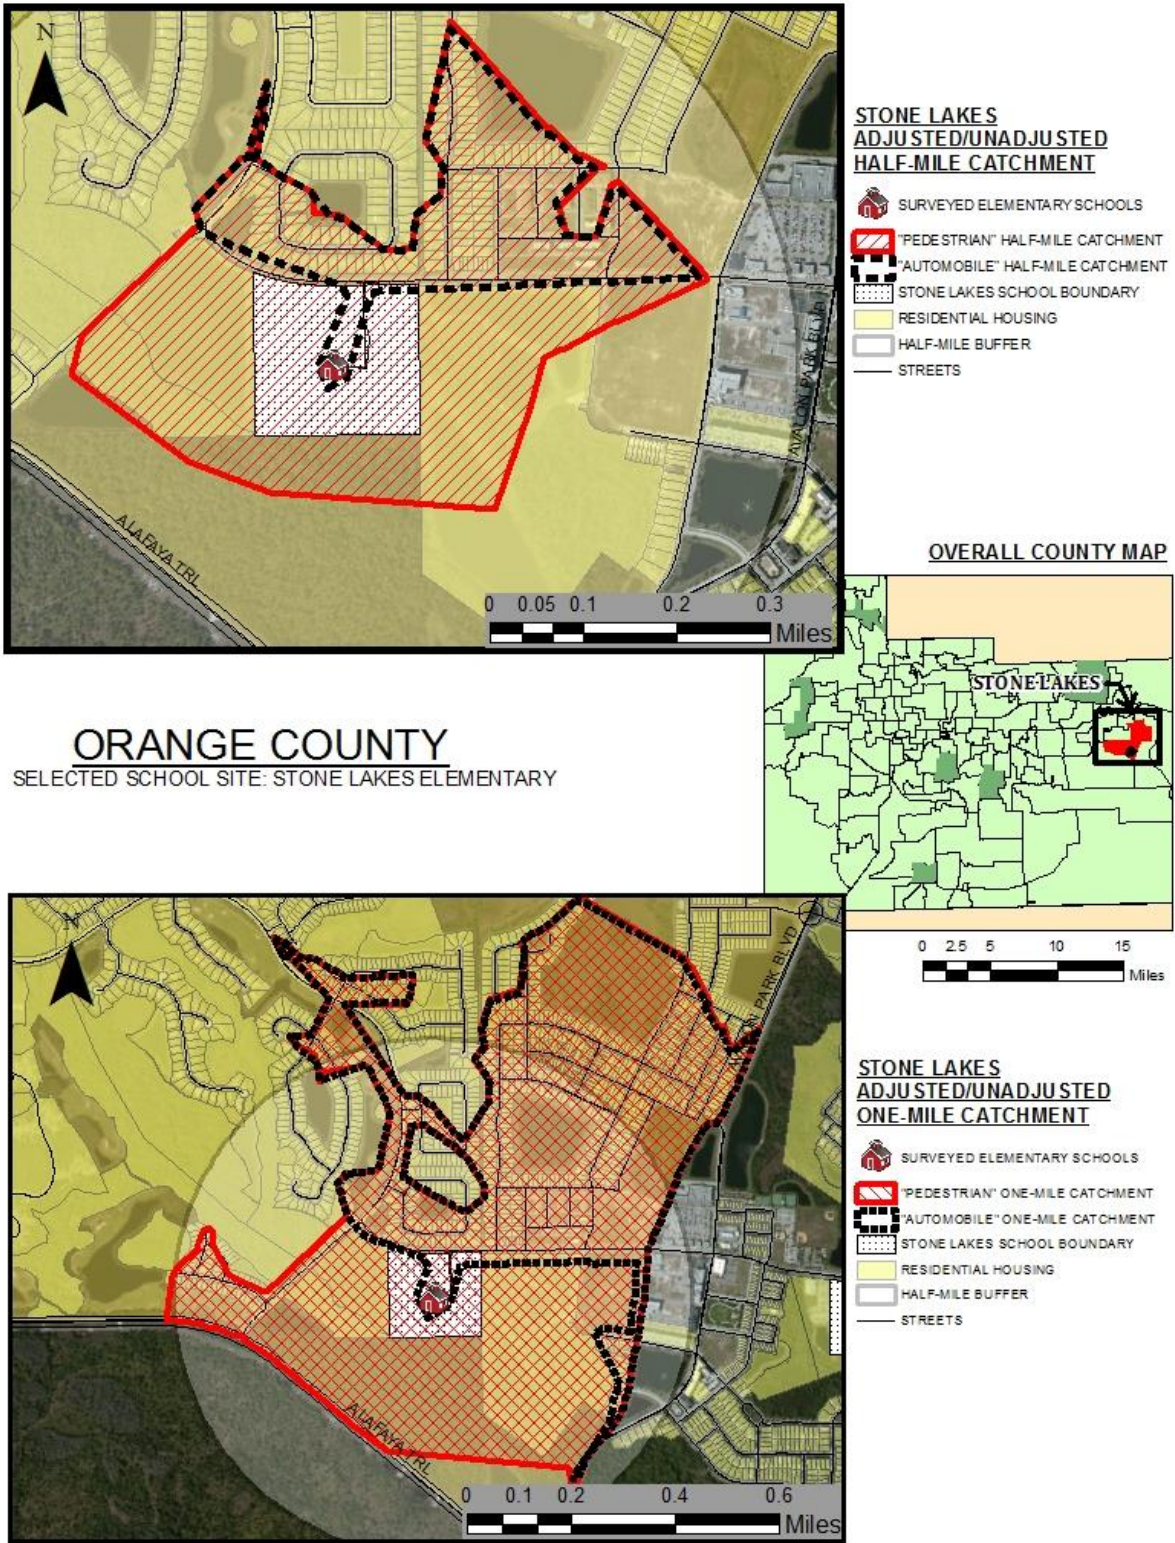 N
ALAFAYA TRL
AVALON PARK BLVD
0 0.05 0.1 0.2 0.3
Miles
STONE LAKES
ADJUSTED/UNADJUSTED
HALF-MILE CATCHMENT
SURVEYED ELEMENTARY SCHOOLS
"PEDESTRIAN" HALF-MILE CATCHMENT
"AUTOMOBILE" HALF-MILE CATCHMENT
STONE LAKES SCHOOL BOUNDARY
RESIDENTIAL HOUSING
HALF-MILE BUFFER
STREETS
OVERALL COUNTY MAP
STONE LAKES
0 2.5 5 10 15
Miles
ORANGE COUNTY
SELECTED SCHOOL SITE: STONE LAKES ELEMENTARY
N
PARK BLVD
ALAFAYA TRL
0 0.1 0.2 0.4 0.6
Miles
STONE LAKES
ADJUSTED/UNADJUSTED
ONE-MILE CATCHMENT
SURVEYED ELEMENTARY SCHOOLS
"PEDESTRIAN" ONE-MILE CATCHMENT
"AUTOMOBILE" ONE-MILE CATCHMENT
STONE LAKES SCHOOL BOUNDARY
RESIDENTIAL HOUSING
HALF-MILE BUFFER
STREETS